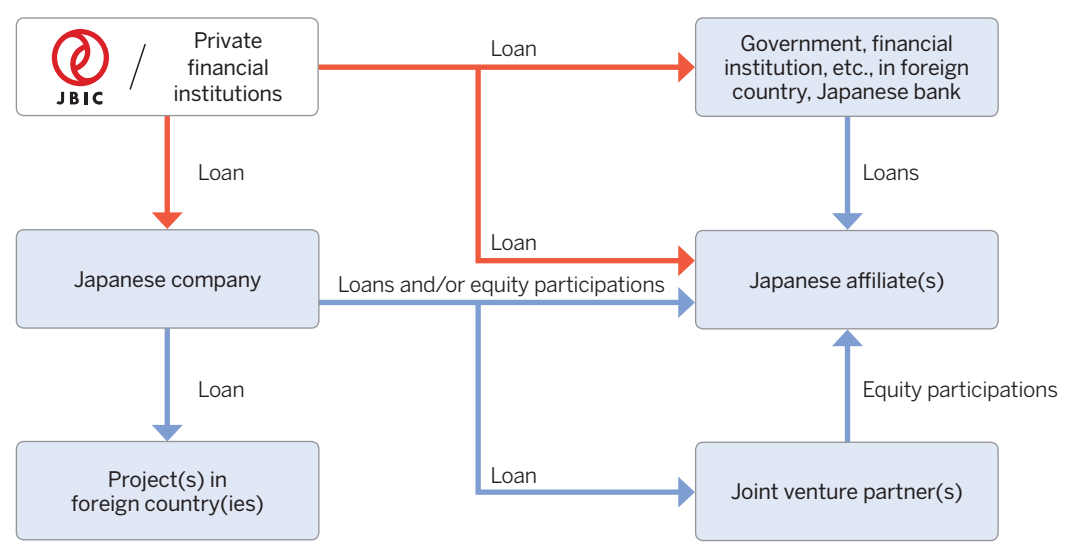 JBIC
Private
financial
institutions
Loan
Government, financial
institution, etc., in foreign
country, Japanese bank
Loan
Loans
Loan
Japanese company
Loans and/or equity participations
Japanese affiliate(s)
Loan
Equity participations
Project(s) in
foreign country(ies)
Loan
Joint venture partner(s)